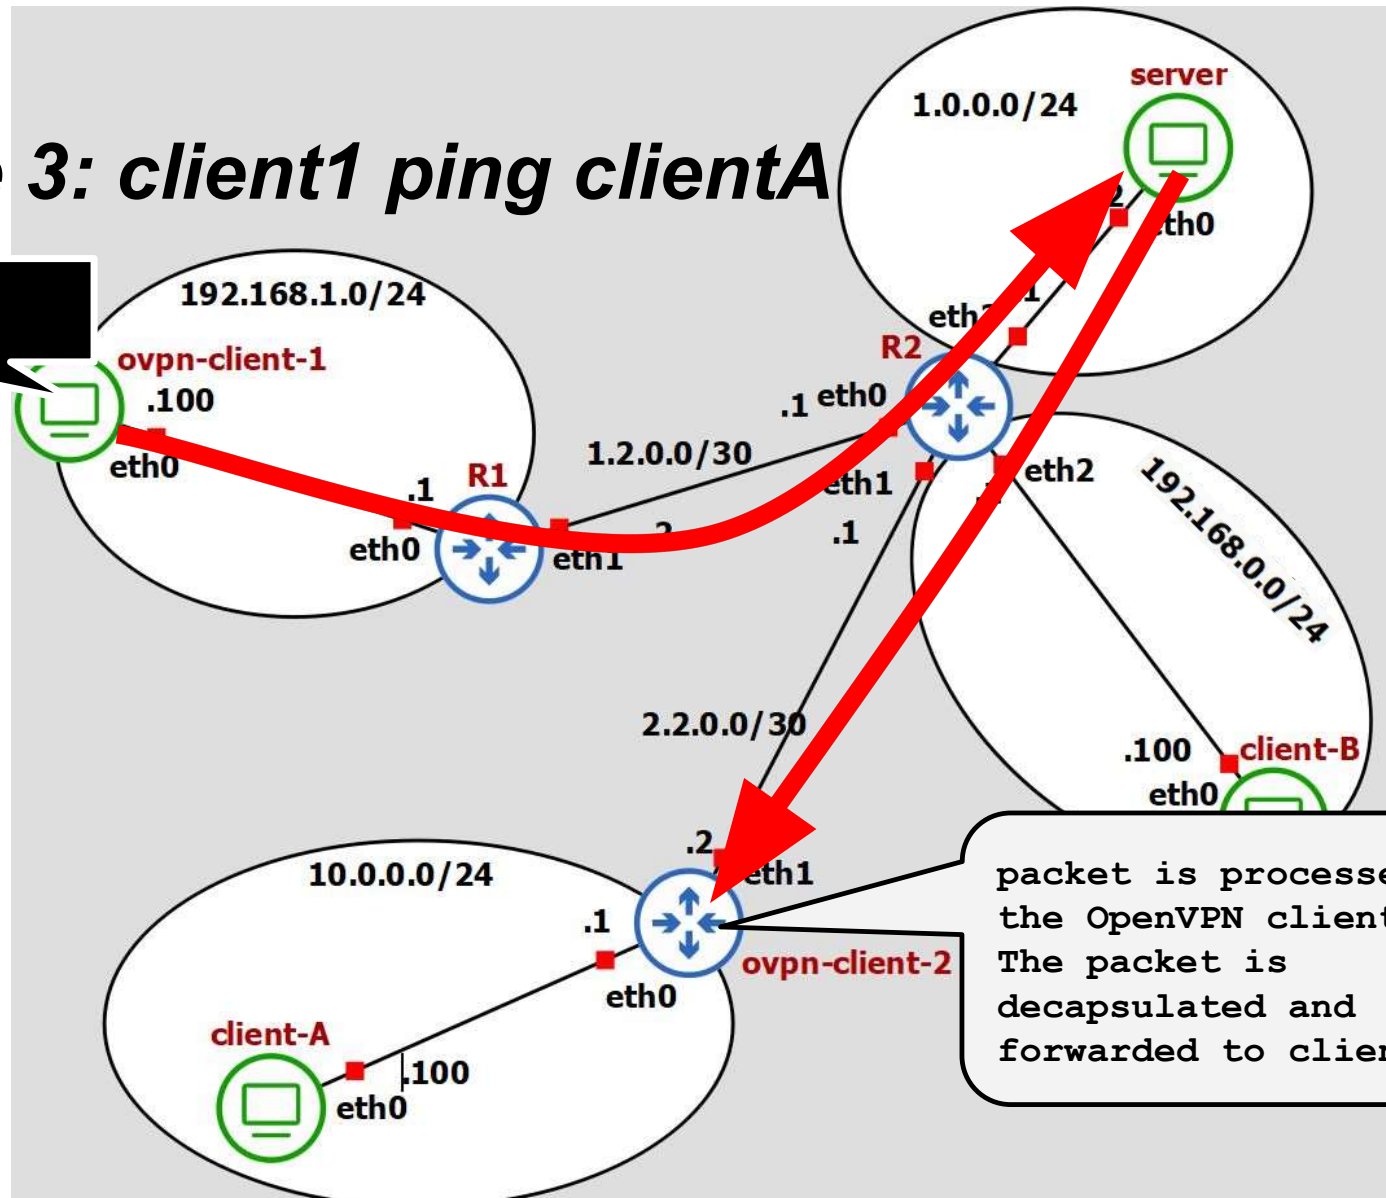 3: client1 ping clientA
server
1.0.0.0/24
2
eth0
.1
192.168.1.0/24
ovpn-client-1
.100
eth0
R2
.1 eth0
1.2.0.0/30
R1
.1
eth0
eth1
eth1
.1
eth2
192.168.0.0/24
2.2.0.0/30
.100
client-B
eth0
.2
eth1
10.0.0.0/24
.1
eth0
ovpn-client-2
client-A
.100
eth0
packet is
the OpenVPN
The packet is
decapsulated and
forwarded to